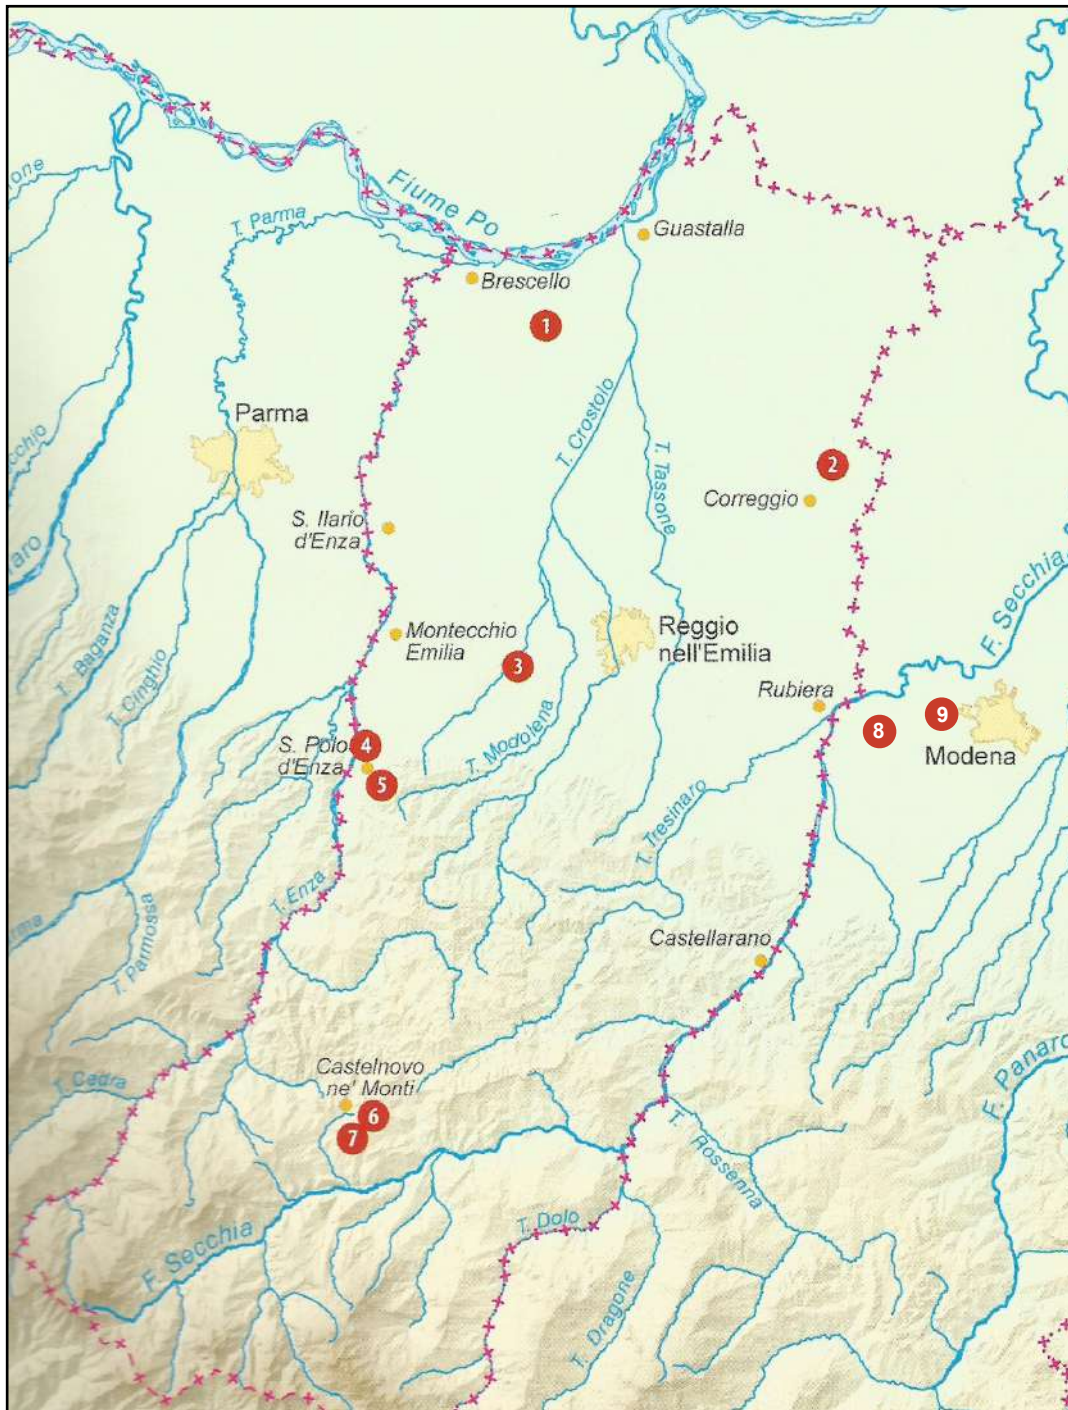 Fiume Po
T. Parma
Guastalla
Brescello
1
Parma
T. Crostolo
T. Tassone
2
Correggio
S. Ilario
d'Enza
F. Secchia
T. Baganza
T. Cinghio
Montecchio
Emilia
3
Reggio
nell'Emilia
Rubiera
8
9
Modena
S. Polo
d'Enza
4
5
T. Modolena
T. Tresinaro
T. Enza
T. Parmossa
Castellarano
T. Cedra
Castelnovo
ne' Monti
6
7
F. Panaro
T. Rossenna
F. Secchia
T. Dolo
T. Dragone